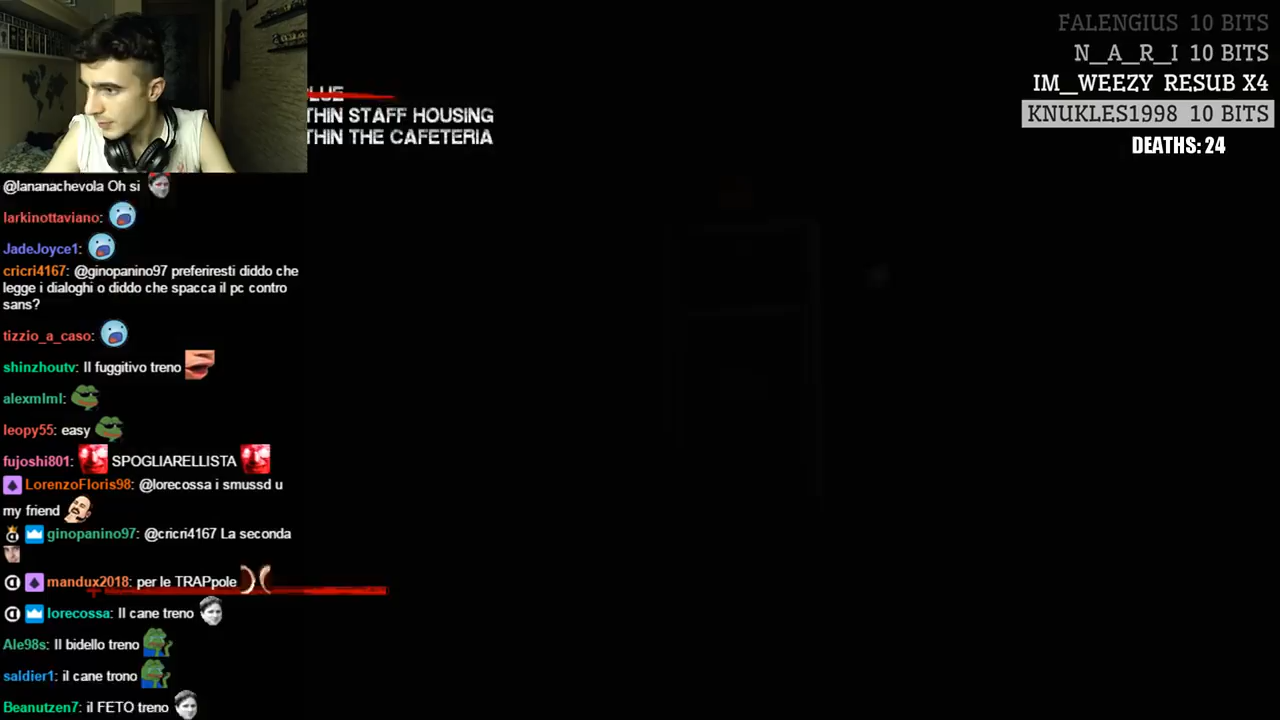 FALENGIUS 10 BITS
N_A_R_I 10 BITS
IM_WEEZY RESUB X4
KNUKLES1998 10 BITS
DEATHS: 24
THIN STAFF HOUSING
THIN THE CAFETERIA
@lananachevola Oh si
larkinottaviano:
JadeJoyce1:
cricri4167: @ginopanino97 preferiresti diddo che
legge i dialoghi o diddo che spacca il pc contro
sans?
tizzio_a_caso:
shinzhoutv: Il fuggitivo treno
alexmlml:
leopy55: easy
fujoshi801: SPOGLIARELLISTA
LorenzoFloris98: @lorecossa i smussd u
my friend
ginopanino97: @cricri4167 La seconda
mandux2018: per le TRAPpole
lorecossa: Il cane treno
Ale98s: Il bidello treno
saldier1: il cane trono
Beanutzen7: il FETO treno